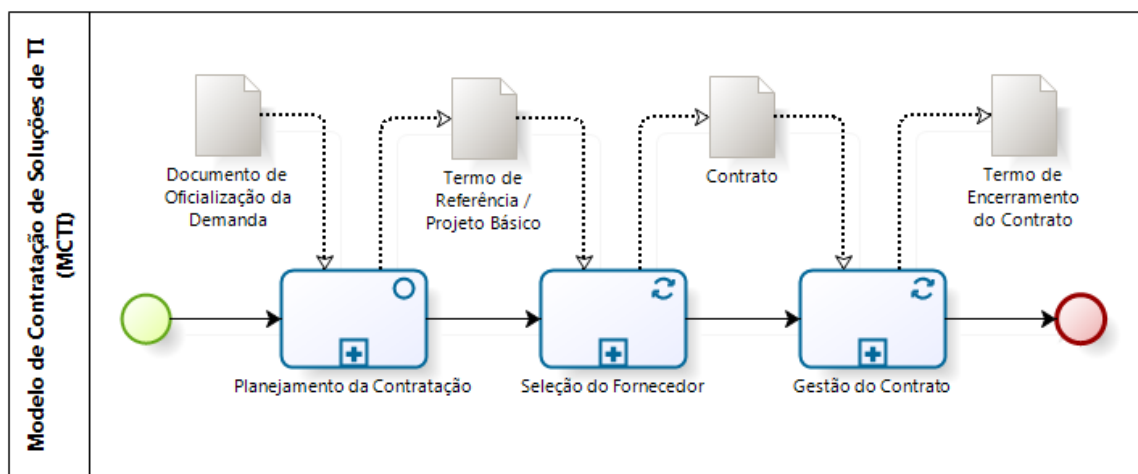 Modelo de Contratação de Soluções de TI
(MCTI)
Documento de
Oficialização da
Demanda
Termo de
Referência /
Projeto Básico
Contrato
Termo de
Encerramento
do Contrato
Planejamento da Contratação
Seleção do Fornecedor
Gestão do Contrato